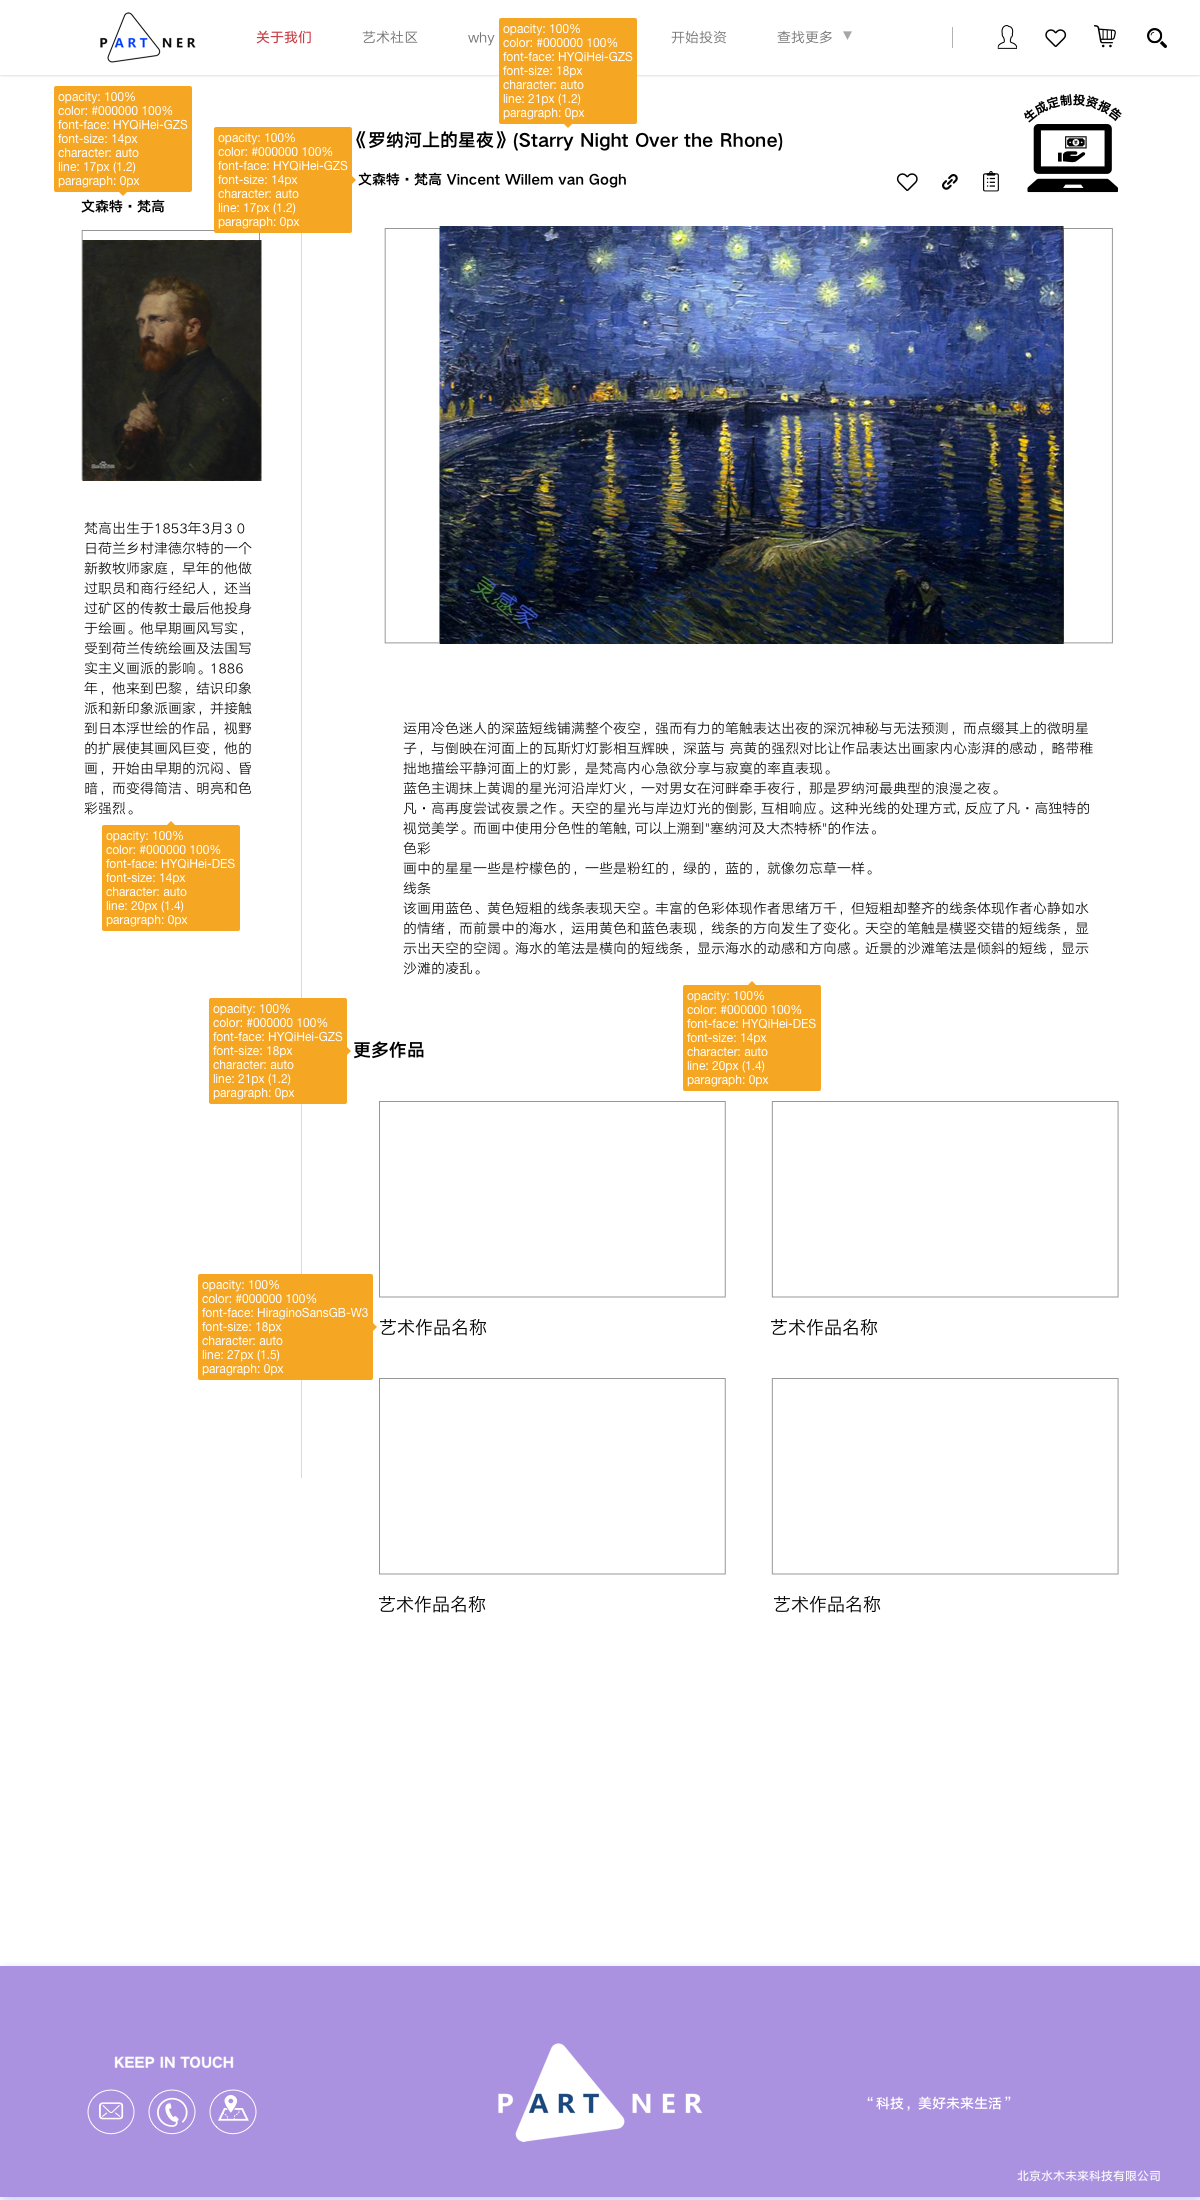 PARTNER
关于我们
艺术社区
why
开始投资
查找更多 ▼
opacity: 100%
color: #000000 100%
font-face: HYQiHei-GZS
font-size: 18px
character: auto
line: 21px (1.2)
paragraph: 0px
opacity: 100%
color: #000000 100%
font-face: HYQiHei-GZS
font-size: 14px
character: auto
line: 17px (1.2)
paragraph: 0px
文森特・梵高
opacity: 100%
color: #000000 100%
font-face: HYQiHei-GZS
font-size: 14px
character: auto
line: 17px (1.2)
paragraph: 0px
《罗纳河上的星夜》(Starry Night Over the Rhone)
文森特・梵高 Vincent Willem van Gogh
生成定制投资报告
梵高出生于1853年3月3 0
日荷兰乡村津德尔特的一个
新教牧师家庭，早年的他做
过职员和商行经纪人，还当
过矿区的传教士最后他投身
于绘画。他早期画风写实，
受到荷兰传统绘画及法国写
实主义画派的影响。1886
年，他来到巴黎，结识印象
派和新印象派画家，并接触
到日本浮世绘的作品，视野
的扩展使其画风巨变，他的
画，开始由早期的沉闷、昏
暗，而变得简洁、明亮和色
彩强烈。
opacity: 100%
color: #000000 100%
font-face: HYQiHei-DES
font-size: 14px
character: auto
line: 20px (1.4)
paragraph: 0px
运用冷色迷人的深蓝短线铺满整个夜空，强而有力的笔触表达出夜的深沉神秘与无法预测，而点缀其上的微明星
子，与倒映在河面上的瓦斯灯灯影相互辉映，深蓝与 亮黄的强烈对比让作品表达出画家内心澎湃的感动，略带稚
拙地描绘平静河面上的灯影，是梵高内心急欲分享与寂寞的率直表现。
蓝色主调抹上黄调的星光河沿岸灯火，一对男女在河畔牵手夜行，那是罗纳河最典型的浪漫之夜。
凡・高再度尝试夜景之作。天空的星光与岸边灯光的倒影, 互相响应。这种光线的处理方式, 反应了凡・高独特的
视觉美学。而画中使用分色性的笔触, 可以上溯到"塞纳河及大杰特桥"的作法。
色彩
画中的星星一些是柠檬色的，一些是粉红的，绿的，蓝的，就像勿忘草一样。
线条
该画用蓝色、黄色短粗的线条表现天空。丰富的色彩体现作者思绪万千，但短粗却整齐的线条体现作者心静如水
的情绪，而前景中的海水，运用黄色和蓝色表现，线条的方向发生了变化。天空的笔触是横竖交错的短线条，显
示出天空的空阔。海水的笔法是横向的短线条，显示海水的动感和方向感。近景的沙滩笔法是倾斜的短线，显示
沙滩的凌乱。
opacity: 100%
color: #000000 100%
font-face: HYQiHei-DES
font-size: 14px
character: auto
line: 20px (1.4)
paragraph: 0px
opacity: 100%
color: #000000 100%
font-face: HYQiHei-GZS
font-size: 18px
character: auto
line: 21px (1.2)
paragraph: 0px
更多作品
opacity: 100%
color: #000000 100%
font-face: HiraginoSansGB-W3
font-size: 18px
character: auto
line: 27px (1.5)
paragraph: 0px
艺术作品名称
艺术作品名称
艺术作品名称
艺术作品名称
KEEP IN TOUCH
PARTNER
“科技，美好未来生活”
北京水木未来科技有限公司